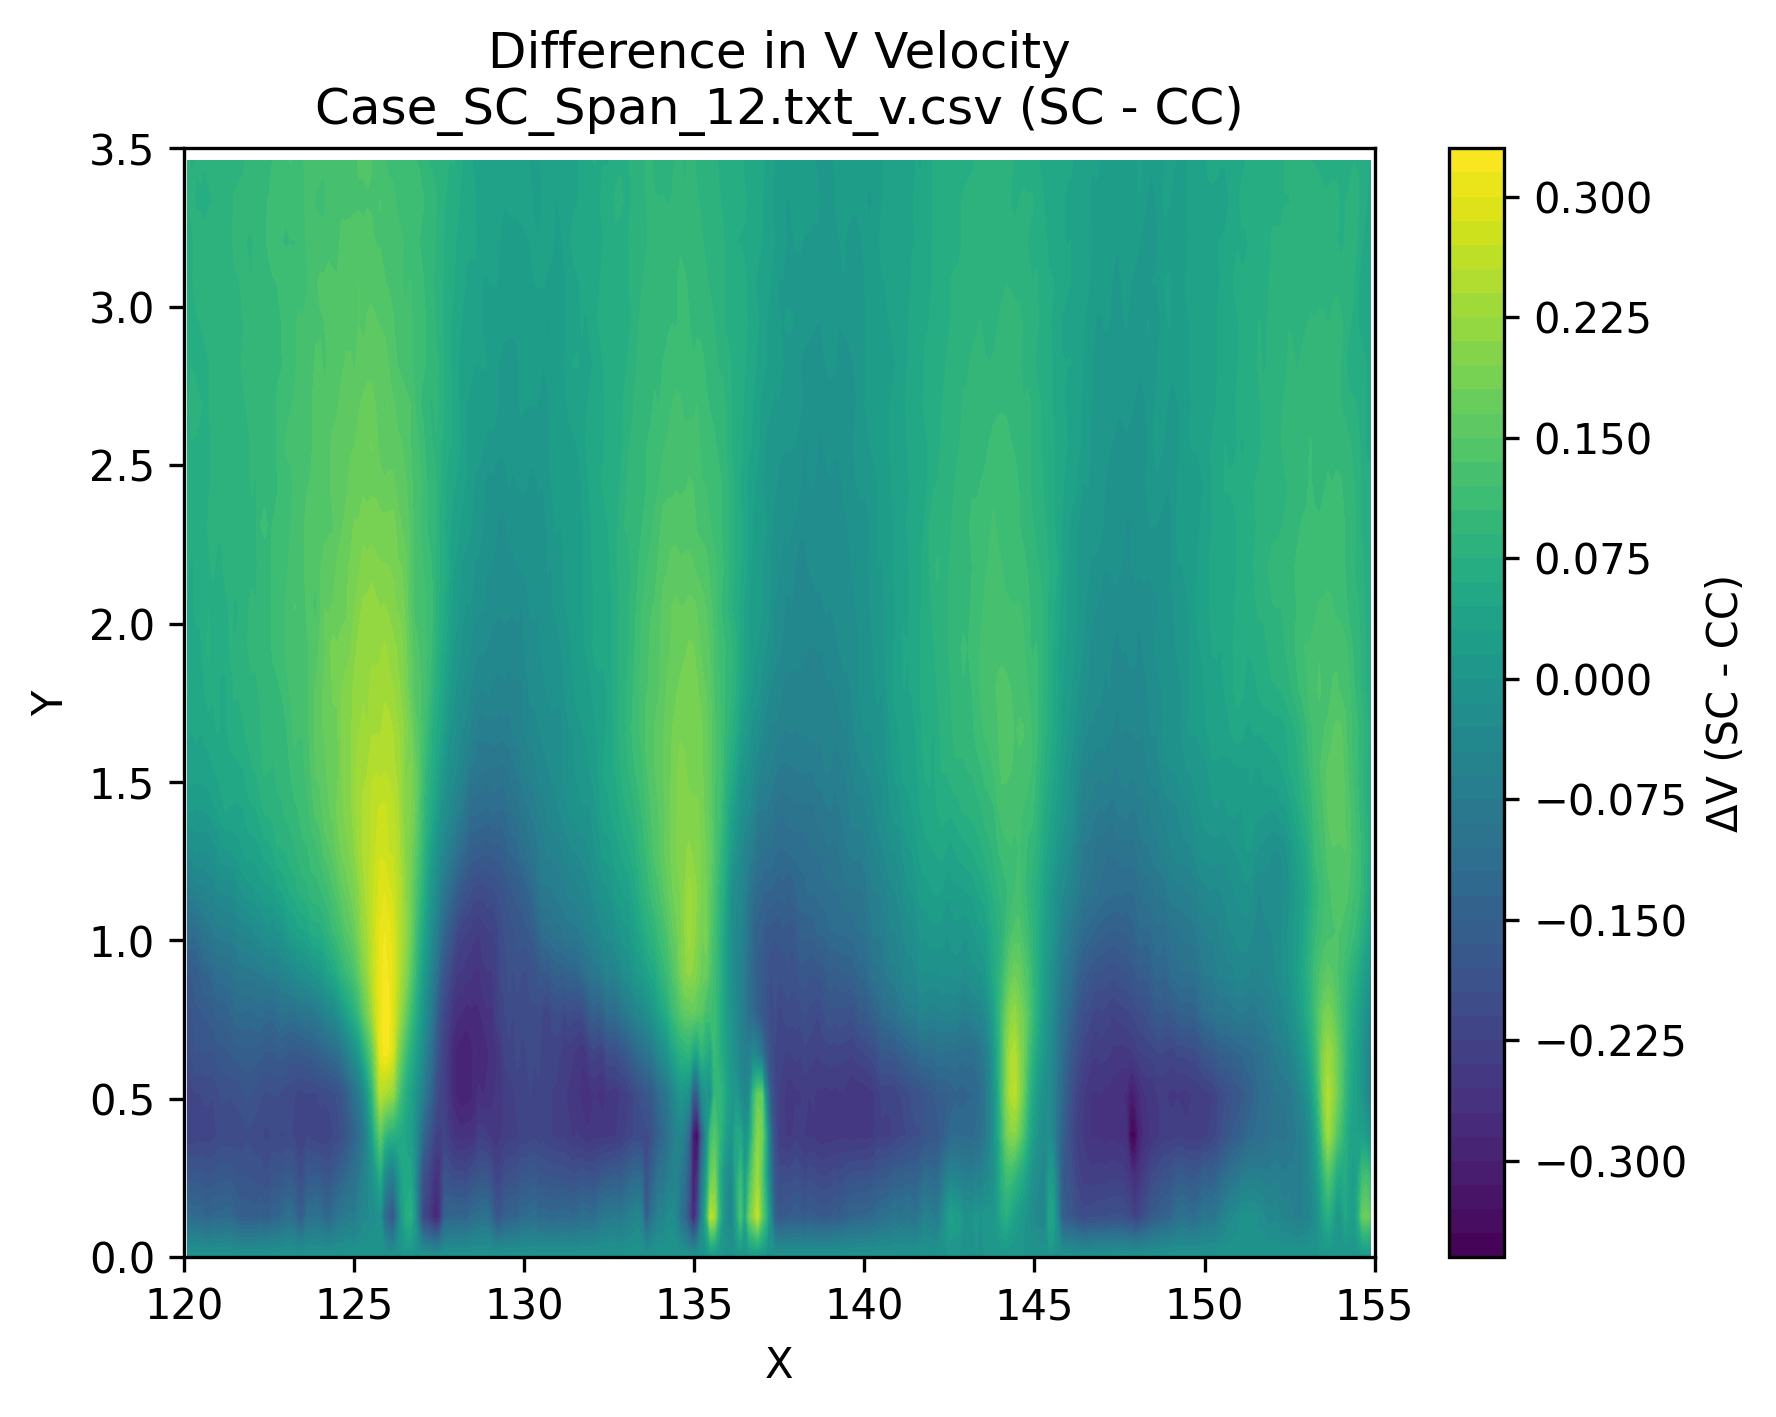 Difference in V Velocity
Case_SC_Span_12.txt_v.csv (SC - CC)
3.5
3.0
2.5
2.0
1.5
1.0
0.5
0.0
Y
120 125 130 135 140 145 150 155
X
0.300
0.225
0.150
0.075
0.000
−0.075
−0.150
−0.225
−0.300
ΔV (SC - CC)